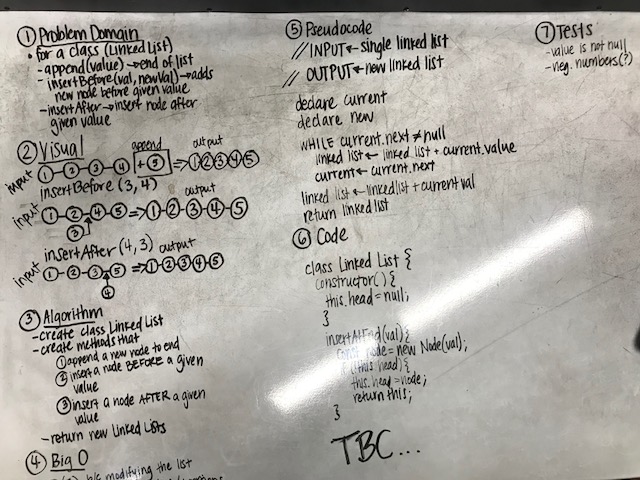 ① Problem Domain
• for a class (Linked List)
- append(value) → end of list
- insertBefore(val, newVal) → adds
new node before given value
- insertAfter → insert node after
given value
② Visual
append output
input ① ② ③ ④ + ⑤ ⇒ ①②③④⑤
insertBefore (3, 4) output
input ① - ② - ④ - ⑤ ⇒ ① - ② - ③ - ④ - ⑤
③
insertAfter (4, 3) output
input ① - ② - ③ - ⑤ ⇒ ① - ② - ③ - ④ - ⑤
④
③ Algorithm
- create class Linked List
- create methods that
① append a new node to end
② insert a node BEFORE a given
value
③ insert a node AFTER a given
value
- return new Linked Lists
④ Big O
b/c modifying the list
⑤ Pseudocode
// INPUT ← single linked list
// OUTPUT ← new linked list
declare current
declare new
WHILE current.next ≠ null
linked list ← linked list + current.value
current ← current.next
linked list ← linked list + current val
return linked list
⑥ Code
class Linked List {
constructor() {
this.head = null;
}
insertAtEnd(val) {
const node = new Node(val);
if (!this.head) {
this.head = node;
return this;
}
TBC...
⑦ Tests
- value is not null
- neg. numbers(?)